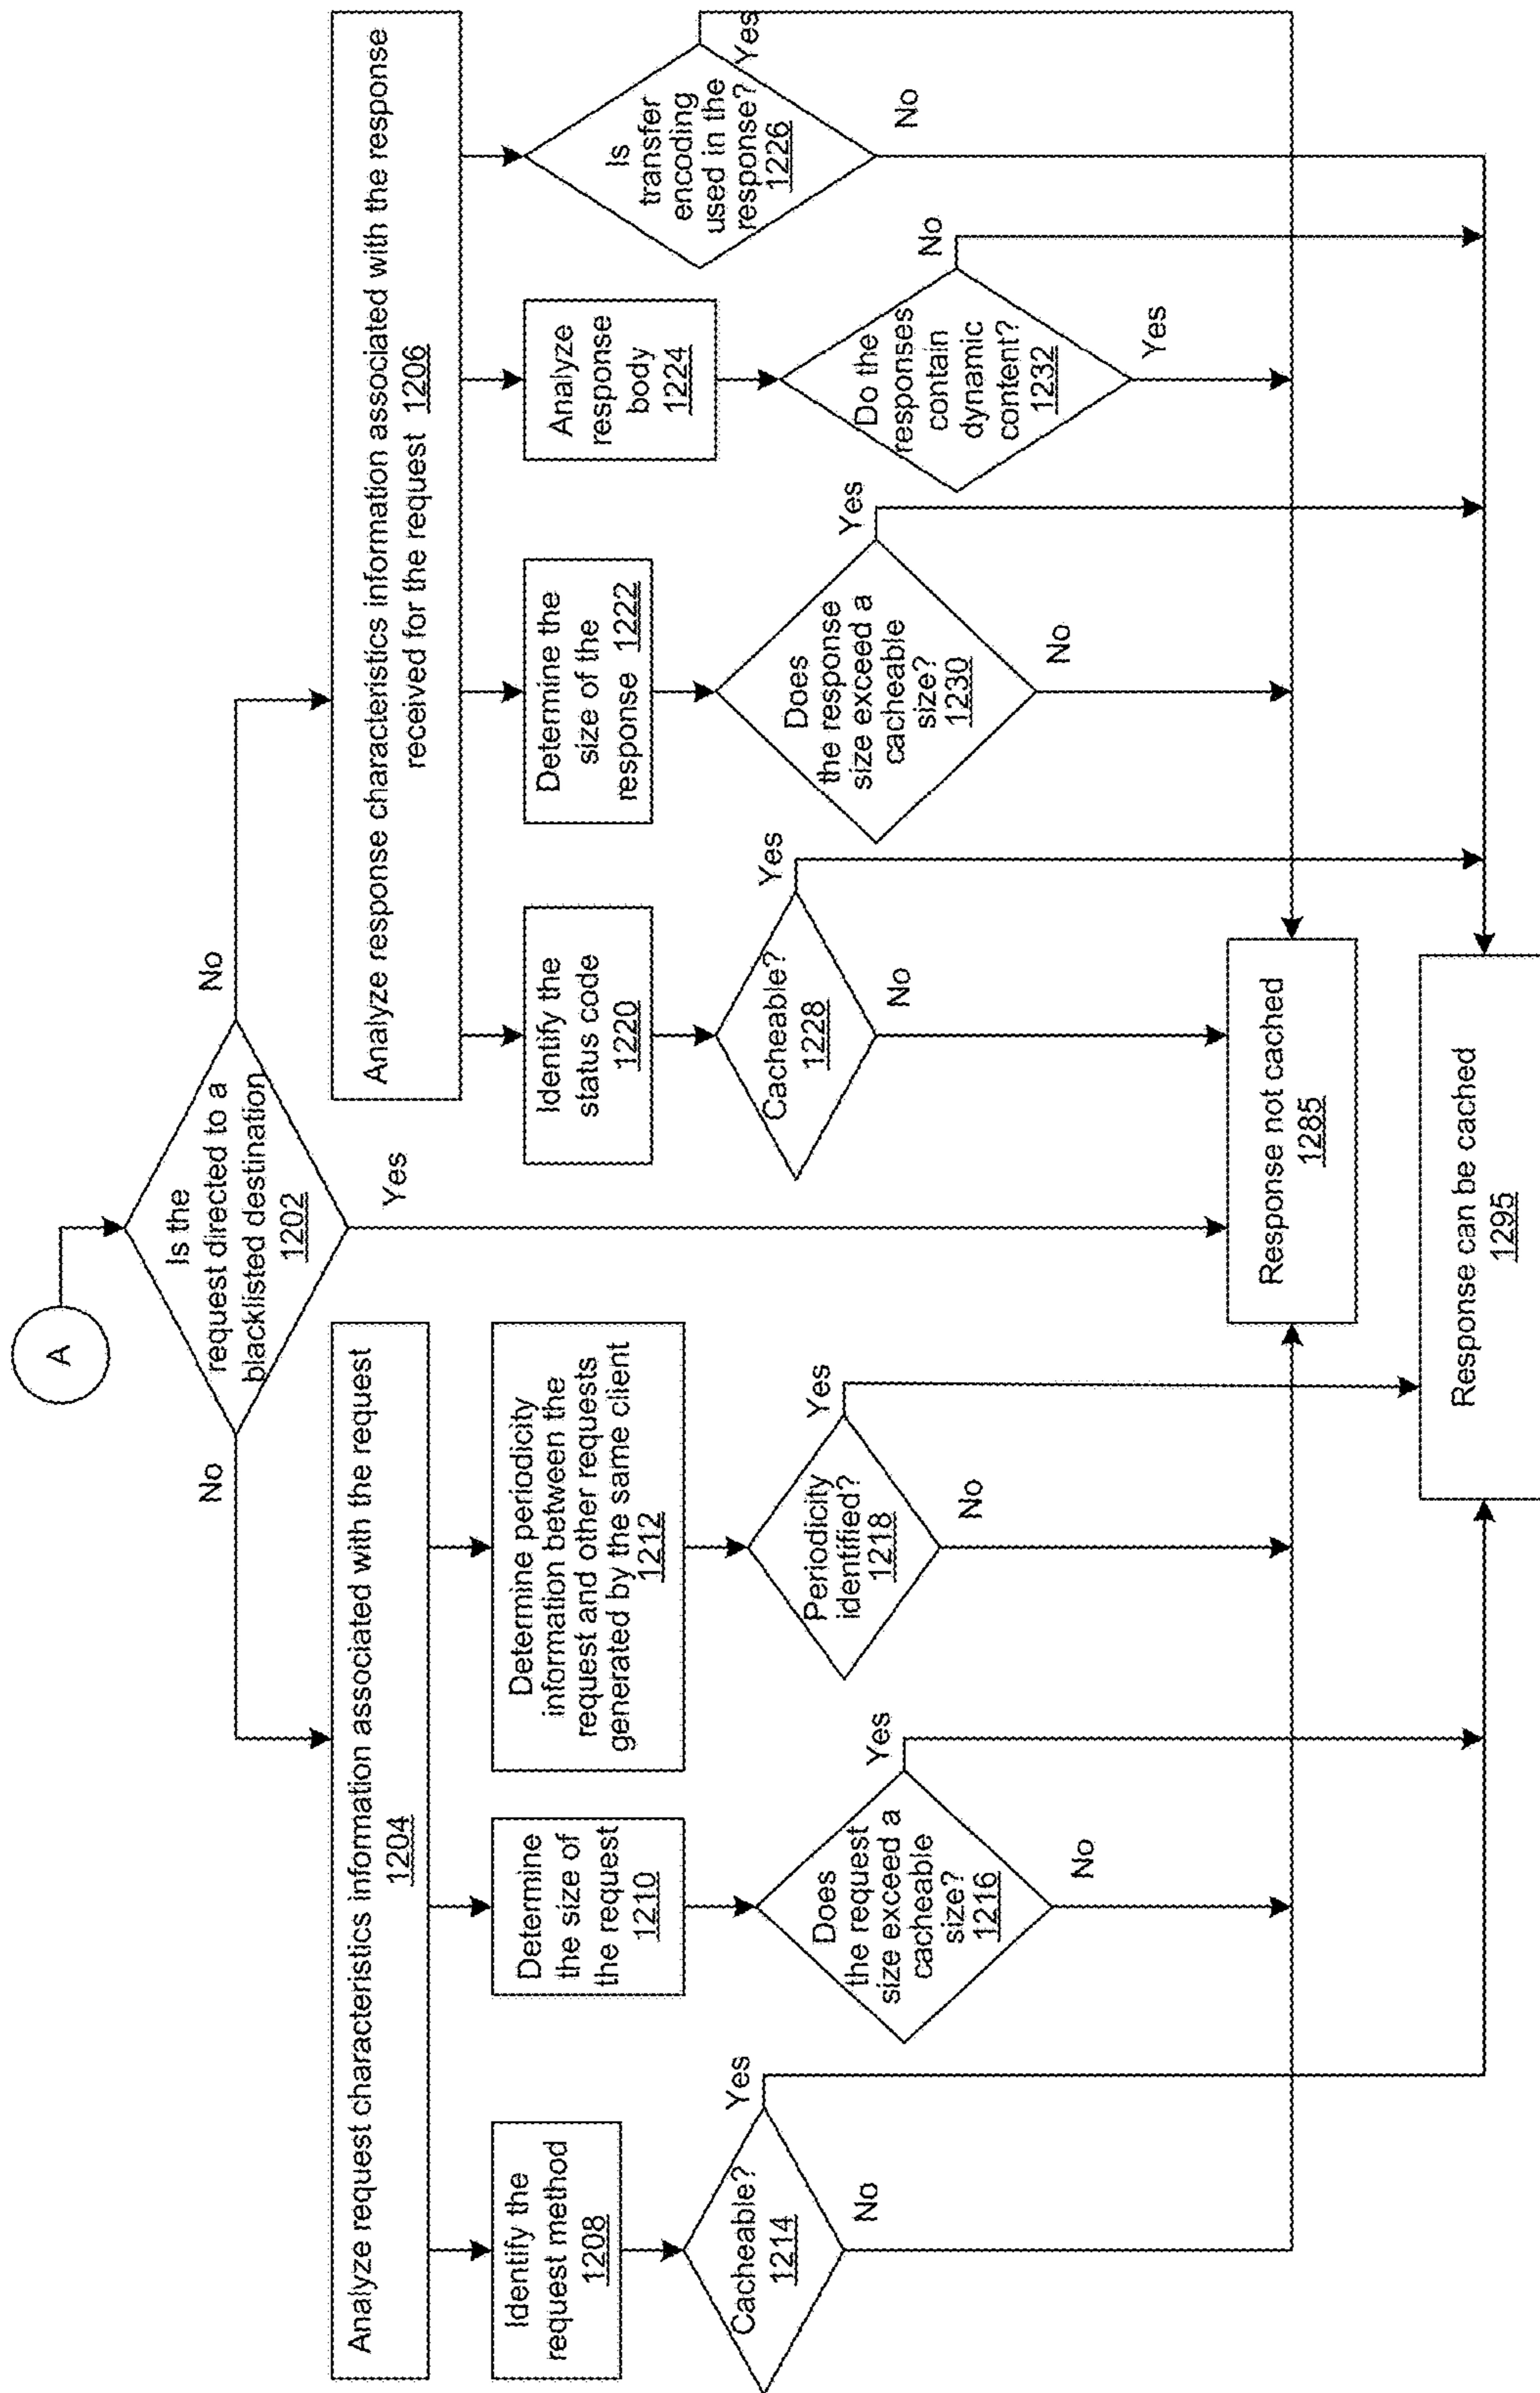 A
Is the
request directed to a
blacklisted destination
1202
No
No
Yes
Analyze request characteristics information associated with the request
1204
Analyze response characteristics information associated with the response
received for the request 1206
Identify the
request method
1208
Determine
the size of
the request
1210
Determine periodicity
information between the
request and other requests
generated by the same client
1212
Identify the
status code
1220
Determine the
size of the
response 1222
Analyze
response
body
1224
Is
transfer
encoding
used in the
response?
1226
Yes
No
Cacheable?
1214
Yes
No
Does
the request
size exceed a
cacheable
size?
1216
Yes
No
Periodicity
identified?
1218
Yes
No
Cacheable?
1228
Yes
No
Does
the response
size exceed a
cacheable
size?
1230
Yes
No
Do the
responses
contain
dynamic
content?
1232
No
Yes
Response not cached
1285
Response can be cached
1295